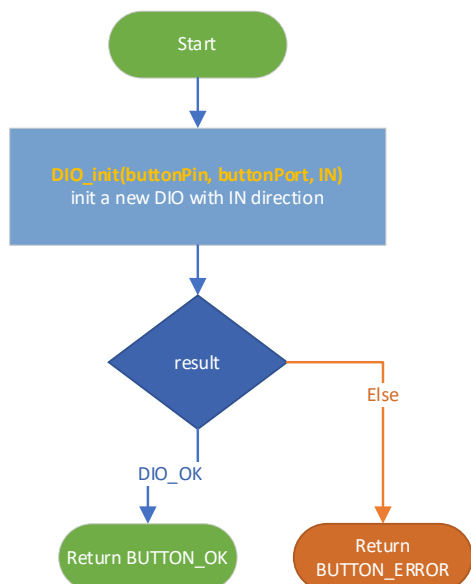 Start
DIO_init(buttonPin, buttonPort, IN)
init a new DIO with IN direction
result
Else
DIO_OK
Return BUTTON_OK
Return
BUTTON_ERROR